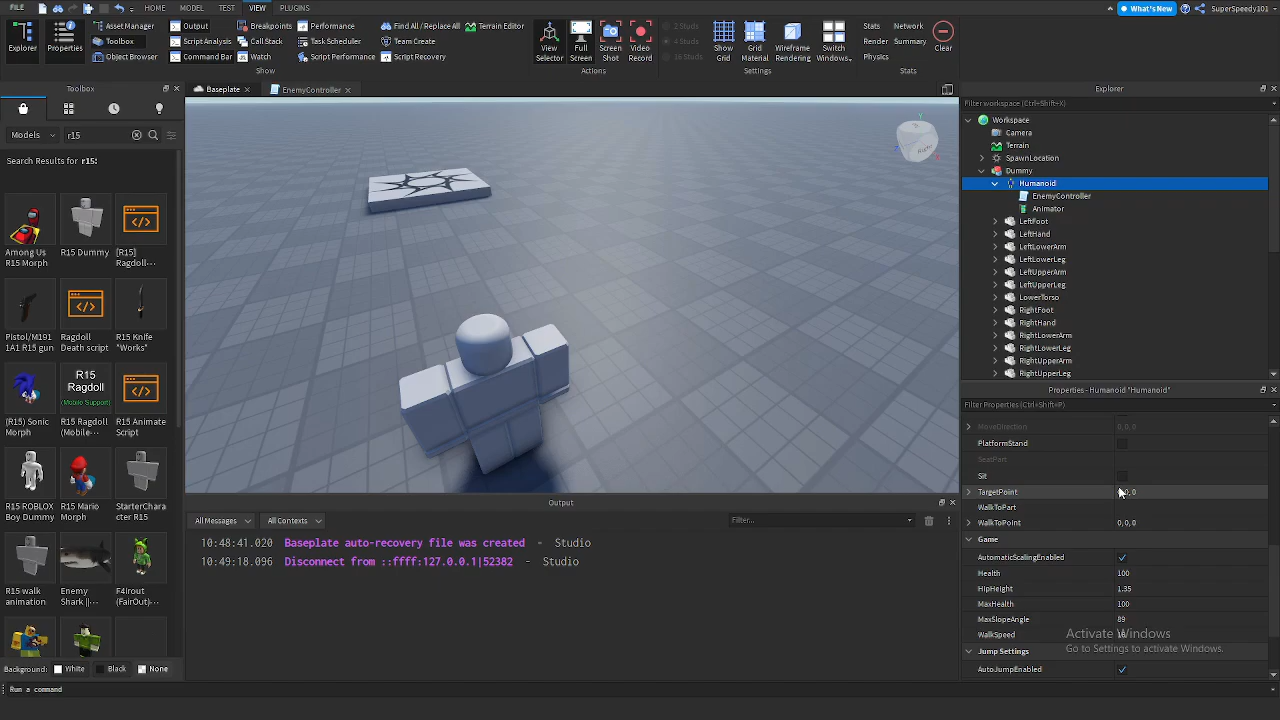 FILE HOME MODEL TEST VIEW PLUGINS What's New SuperSpeedy101
Explorer Properties
Output Asset Manager
Toolbox Script Analysis
Object Browser Command Bar
Breakpoints Performance
Call Stack Task Scheduler
Watch Script Performance
Show
Find All / Replace All Terrain Editor
Team Create
Script Recovery
View Selector Full Screen Screen Shot Video Record
Actions
2 Studs
4 Studs
16 Studs
Show Grid Grid Material Wireframe Rendering Switch Windows
Settings
Stats Network
Render Summary
Physics Clear
Stats
Toolbox
Models r15
Search Results for r15:
Among Us R15 Morph
R15 Dummy
[R15] Ragdoll...
Pistol/M1911A1 R15 gun
Ragdoll Death script
R15 Knife "Works"
R15 Ragdoll (Mobile Support)
(R15) Sonic Morph
R15 Ragdoll (Mobile-...
R15 Animate Script
R15 ROBLOX Boy Dummy
R15 Mario Morph
StarterCharacter R15
R15 walk animation
Enemy Shark ||-...
F4irout (FairOut)...
Background: White Black None
Run a command
Baseplate EnemyController
Right
Output
All Messages All Contexts Filter...
10:48:41.020 Baseplate auto-recovery file was created - Studio
10:49:18.096 Disconnect from ::ffff:127.0.0.1|52382 - Studio
Explorer
Filter workspace (Ctrl+Shift+X)
Workspace
Camera
Terrain
SpawnLocation
Dummy
Humanoid
EnemyController
Animator
LeftFoot
LeftHand
LeftLowerArm
LeftLowerLeg
LeftUpperArm
LeftUpperLeg
LowerTorso
RightFoot
RightHand
RightLowerArm
RightLowerLeg
RightUpperArm
RightUpperLeg
Properties - Humanoid "Humanoid"
Filter Properties (Ctrl+Shift+P)
MoveDirection 0, 0, 0
PlatformStand
SeatPart
Sit
TargetPoint 0, 0, 0
WalkToPart
WalkToPoint 0, 0, 0
Game
AutomaticScalingEnabled
Health 100
HipHeight 1.35
MaxHealth 100
MaxSlopeAngle 89
WalkSpeed 16
Jump Settings
AutoJumpEnabled
Activate Windows
Go to Settings to activate Windows.